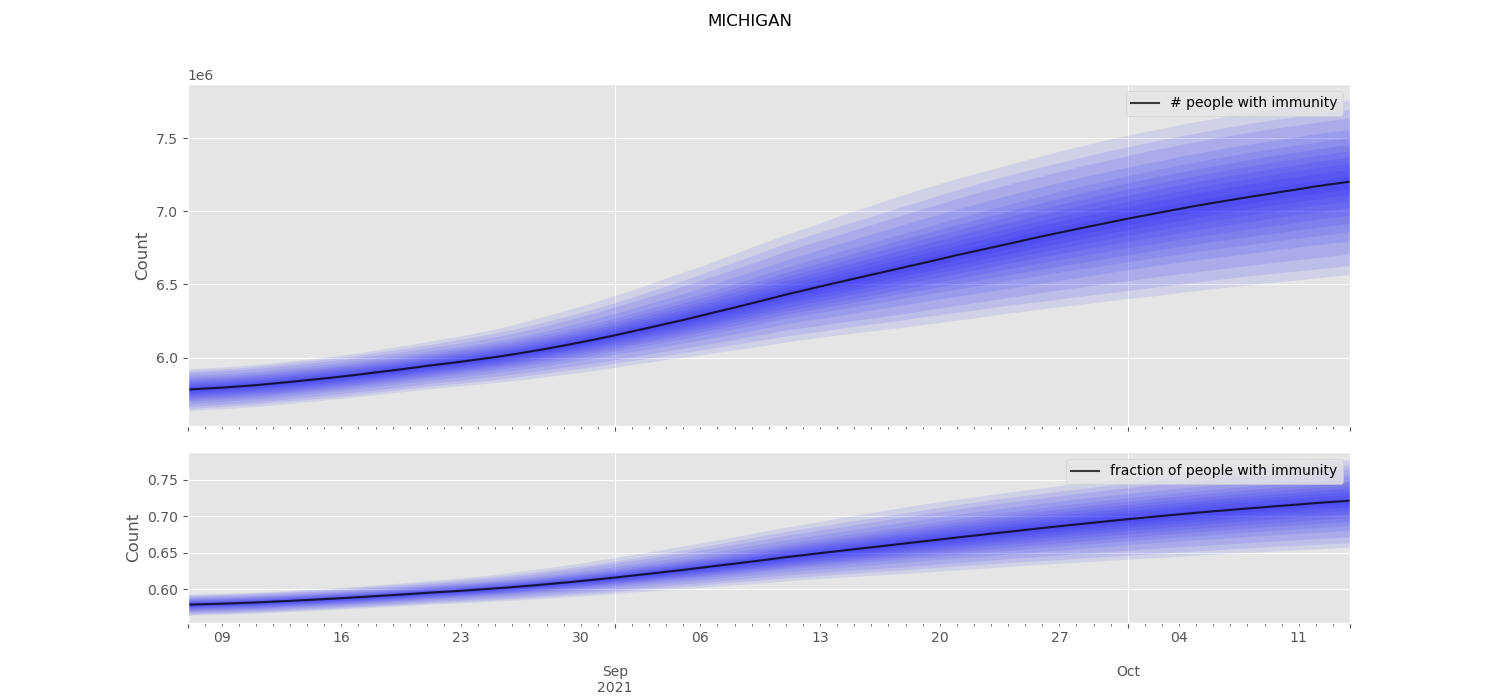 MICHIGAN
1e6
# people with immunity
7.5
7.0
6.5
6.0
Count
fraction of people with immunity
0.75
0.70
0.65
0.60
Count
09 16 23 30 06 13 20 27 04 11
Sep Oct
2021